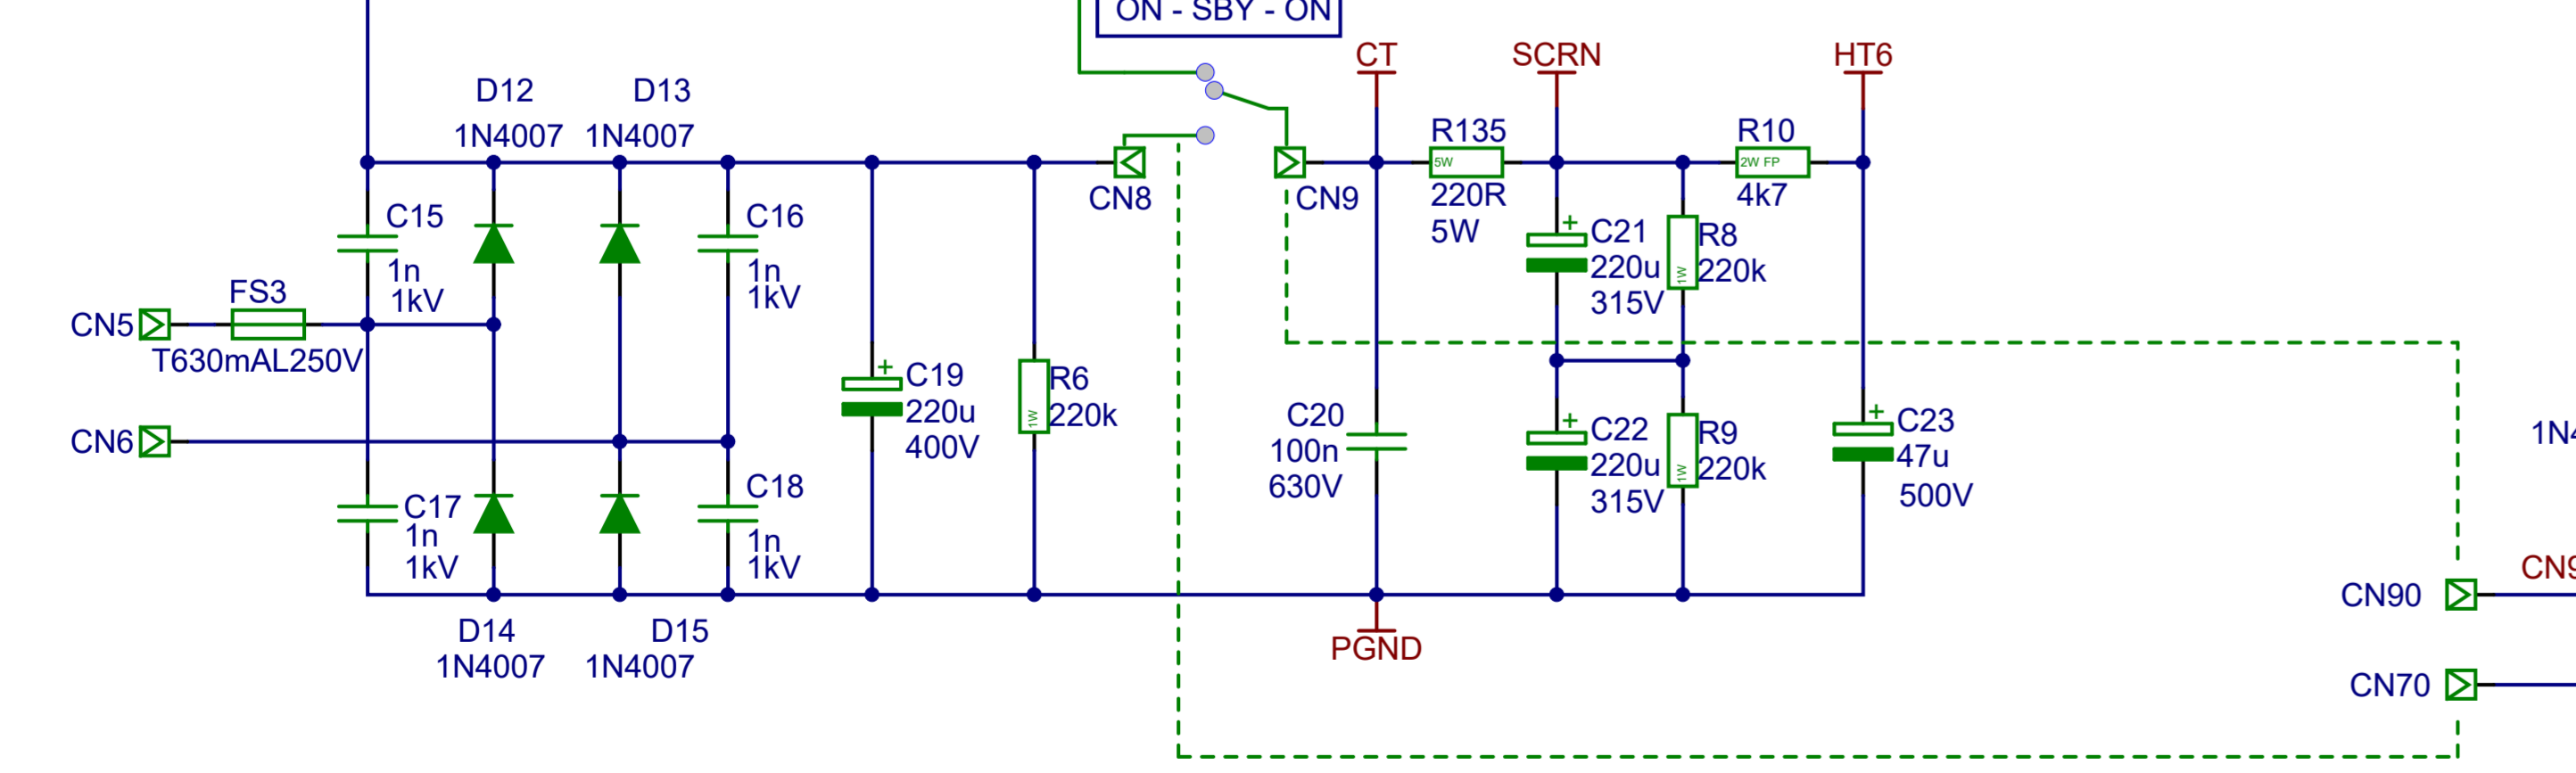 ON - SBY - ON
CT
SCRN
HT6
D12
1N4007
D13
1N4007
R135
5W
220R
5W
R10
2W FP
4k7
CN8
CN9
C15
1n
1kV
C16
1n
1kV
C21
+
220u
315V
R8
1W
220k
FS3
CN5
T630mAL250V
C19
+
220u
400V
R6
1W
220k
CN6
C20
100n
630V
C22
+
220u
315V
R9
1W
220k
C23
+
47u
500V
1N4
C17
1n
1kV
C18
1n
1kV
D14
1N4007
D15
1N4007
PGND
CN90
CN9
CN70